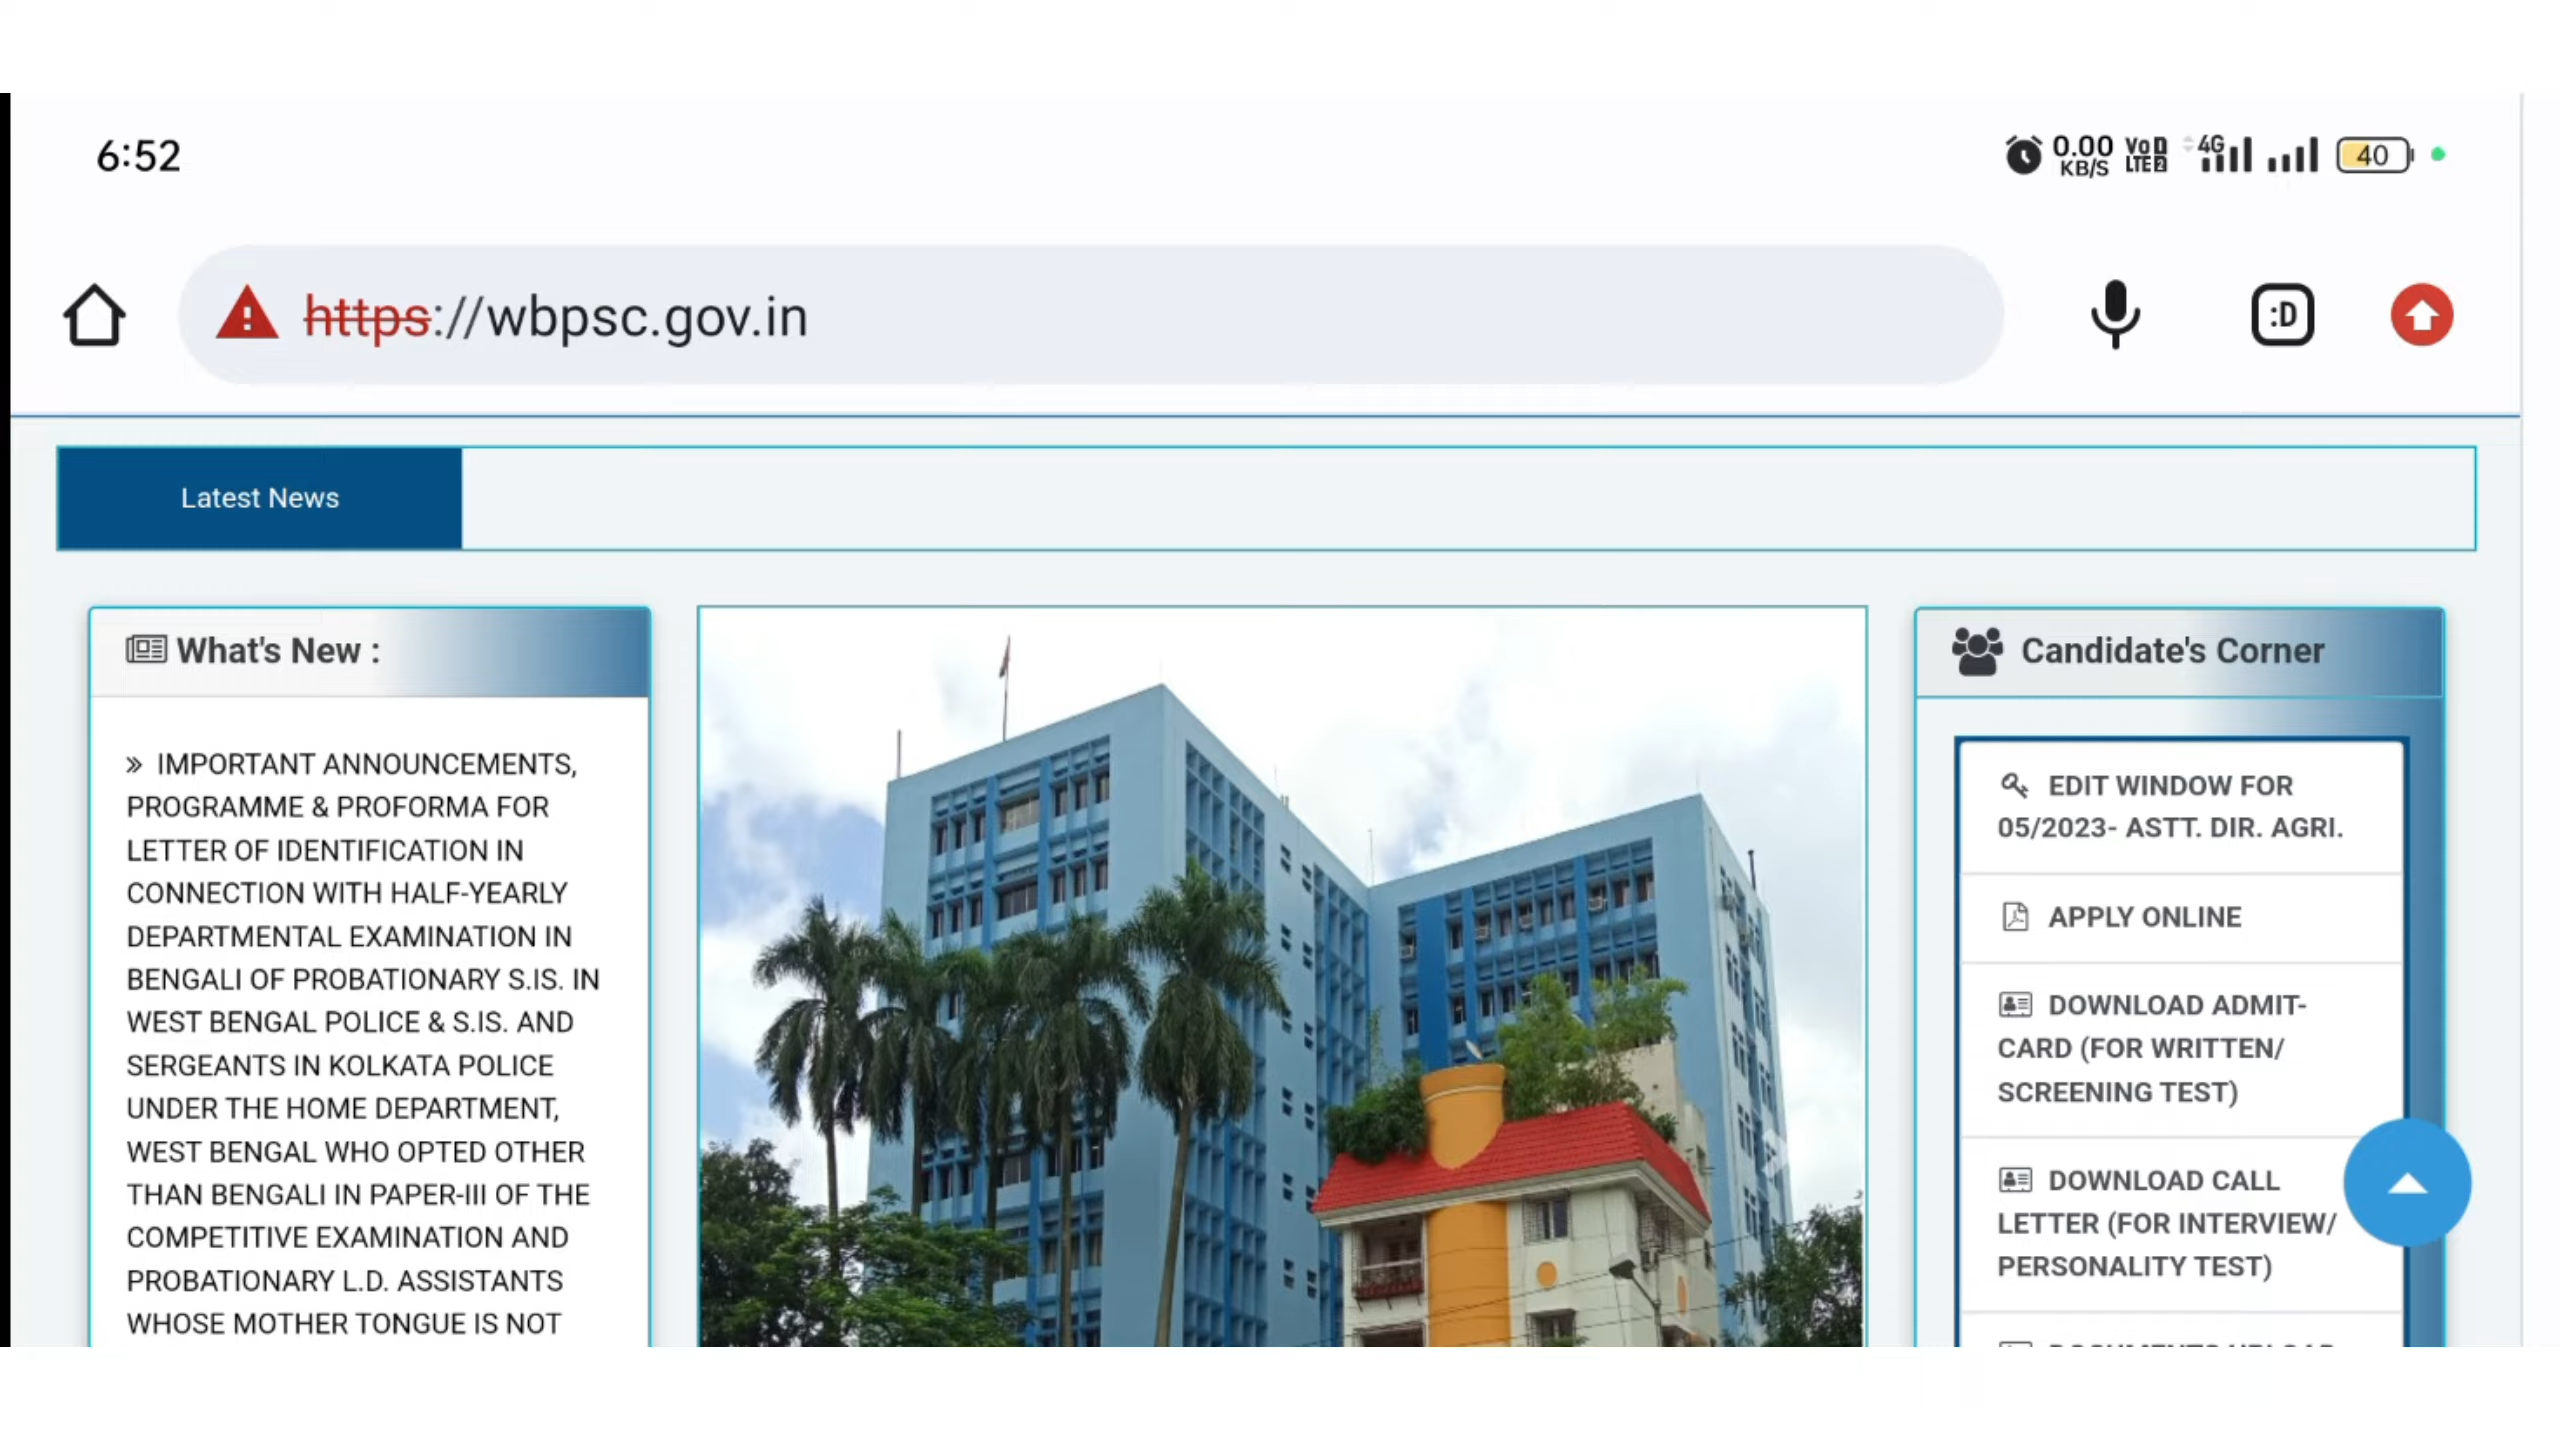 6:52
0.00
KB/S
Vo D
LTE 2
4G
40
https://wbpsc.gov.in
:D
Latest News
What's New :
» IMPORTANT ANNOUNCEMENTS,
PROGRAMME & PROFORMA FOR
LETTER OF IDENTIFICATION IN
CONNECTION WITH HALF-YEARLY
DEPARTMENTAL EXAMINATION IN
BENGALI OF PROBATIONARY S.IS. IN
WEST BENGAL POLICE & S.IS. AND
SERGEANTS IN KOLKATA POLICE
UNDER THE HOME DEPARTMENT,
WEST BENGAL WHO OPTED OTHER
THAN BENGALI IN PAPER-III OF THE
COMPETITIVE EXAMINATION AND
PROBATIONARY L.D. ASSISTANTS
WHOSE MOTHER TONGUE IS NOT
Candidate's Corner
EDIT WINDOW FOR
05/2023- ASTT. DIR. AGRI.
APPLY ONLINE
DOWNLOAD ADMIT-
CARD (FOR WRITTEN/
SCREENING TEST)
DOWNLOAD CALL
LETTER (FOR INTERVIEW/
PERSONALITY TEST)